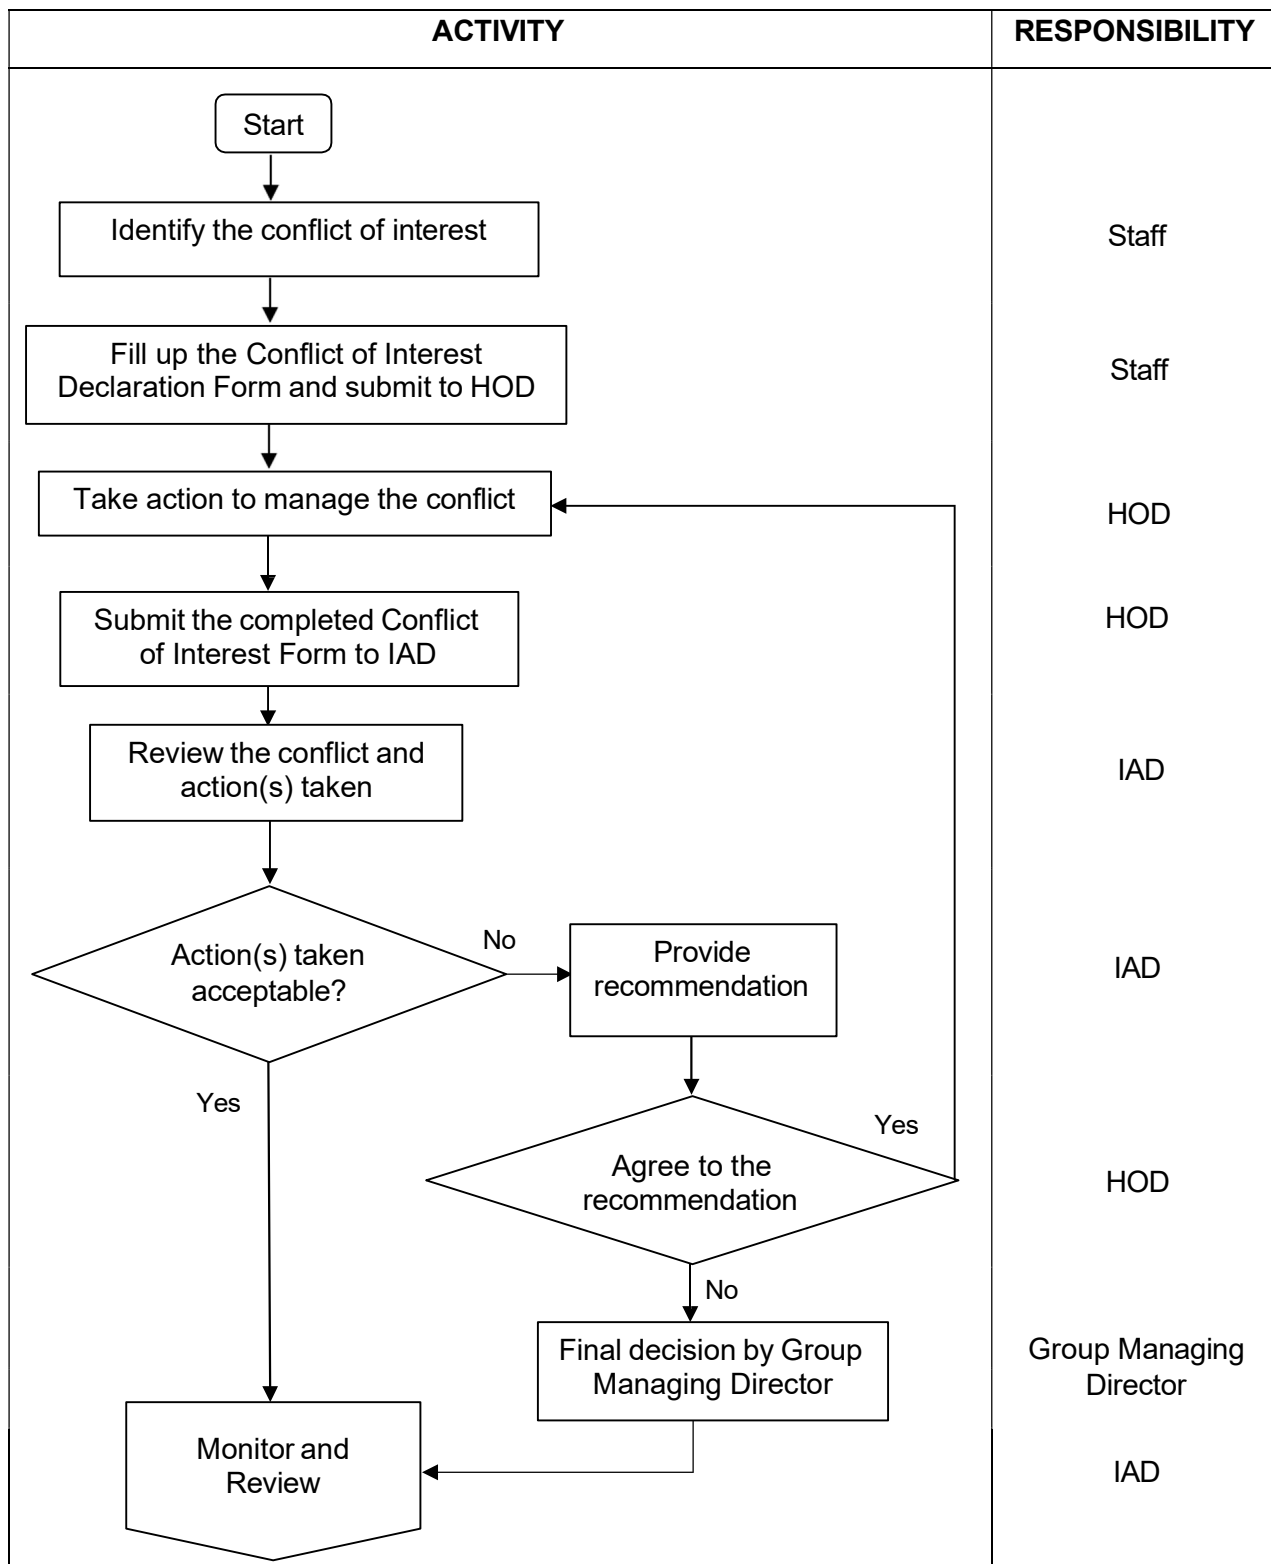 ACTIVITY
RESPONSIBILITY
Start
Identify the conflict of interest
Staff
Fill up the Conflict of Interest
Declaration Form and submit to HOD
Staff
Take action to manage the conflict
HOD
Submit the completed Conflict
of Interest Form to IAD
HOD
Review the conflict and
action(s) taken
IAD
Action(s) taken
acceptable?
No
Provide
recommendation
IAD
Yes
Agree to the
recommendation
Yes
HOD
No
Final decision by Group
Managing Director
Group Managing
Director
Monitor and
Review
IAD